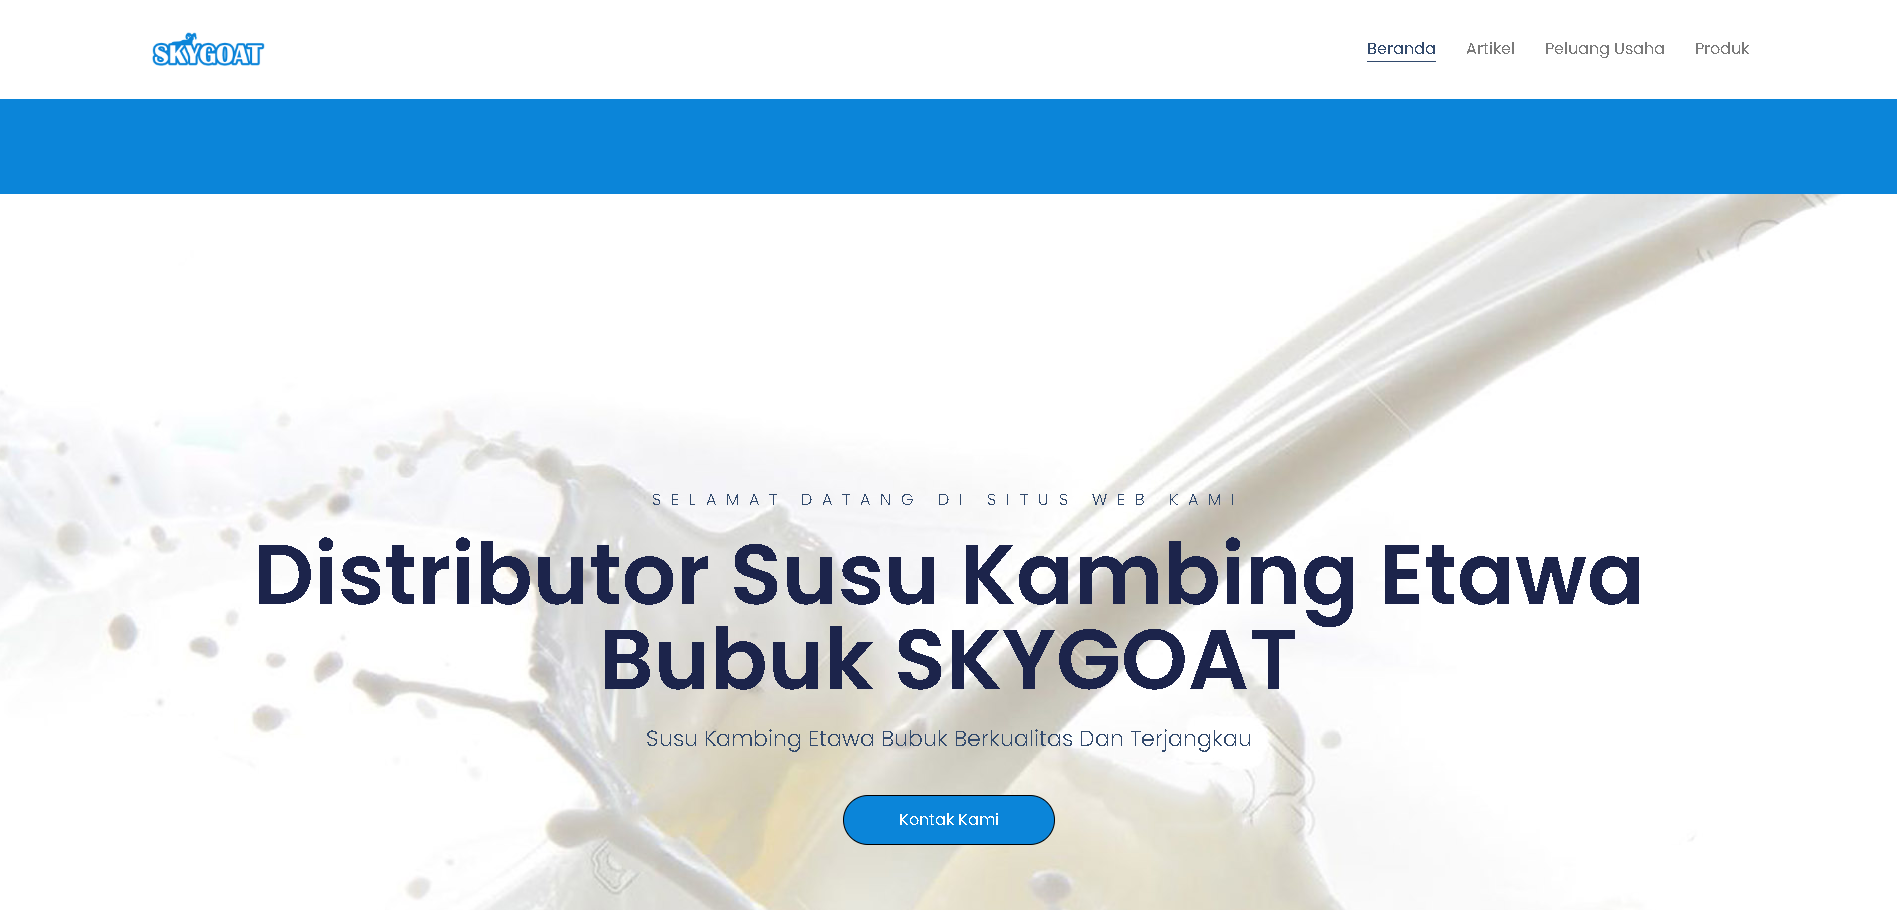 SKYGOAT
Beranda Artikel Peluang Usaha Produk
SELAMAT DATANG DI SITUS WEB KAMI
Distributor Susu Kambing Etawa
Bubuk SKYGOAT
Susu Kambing Etawa Bubuk Berkualitas Dan Terjangkau
Kontak Kami